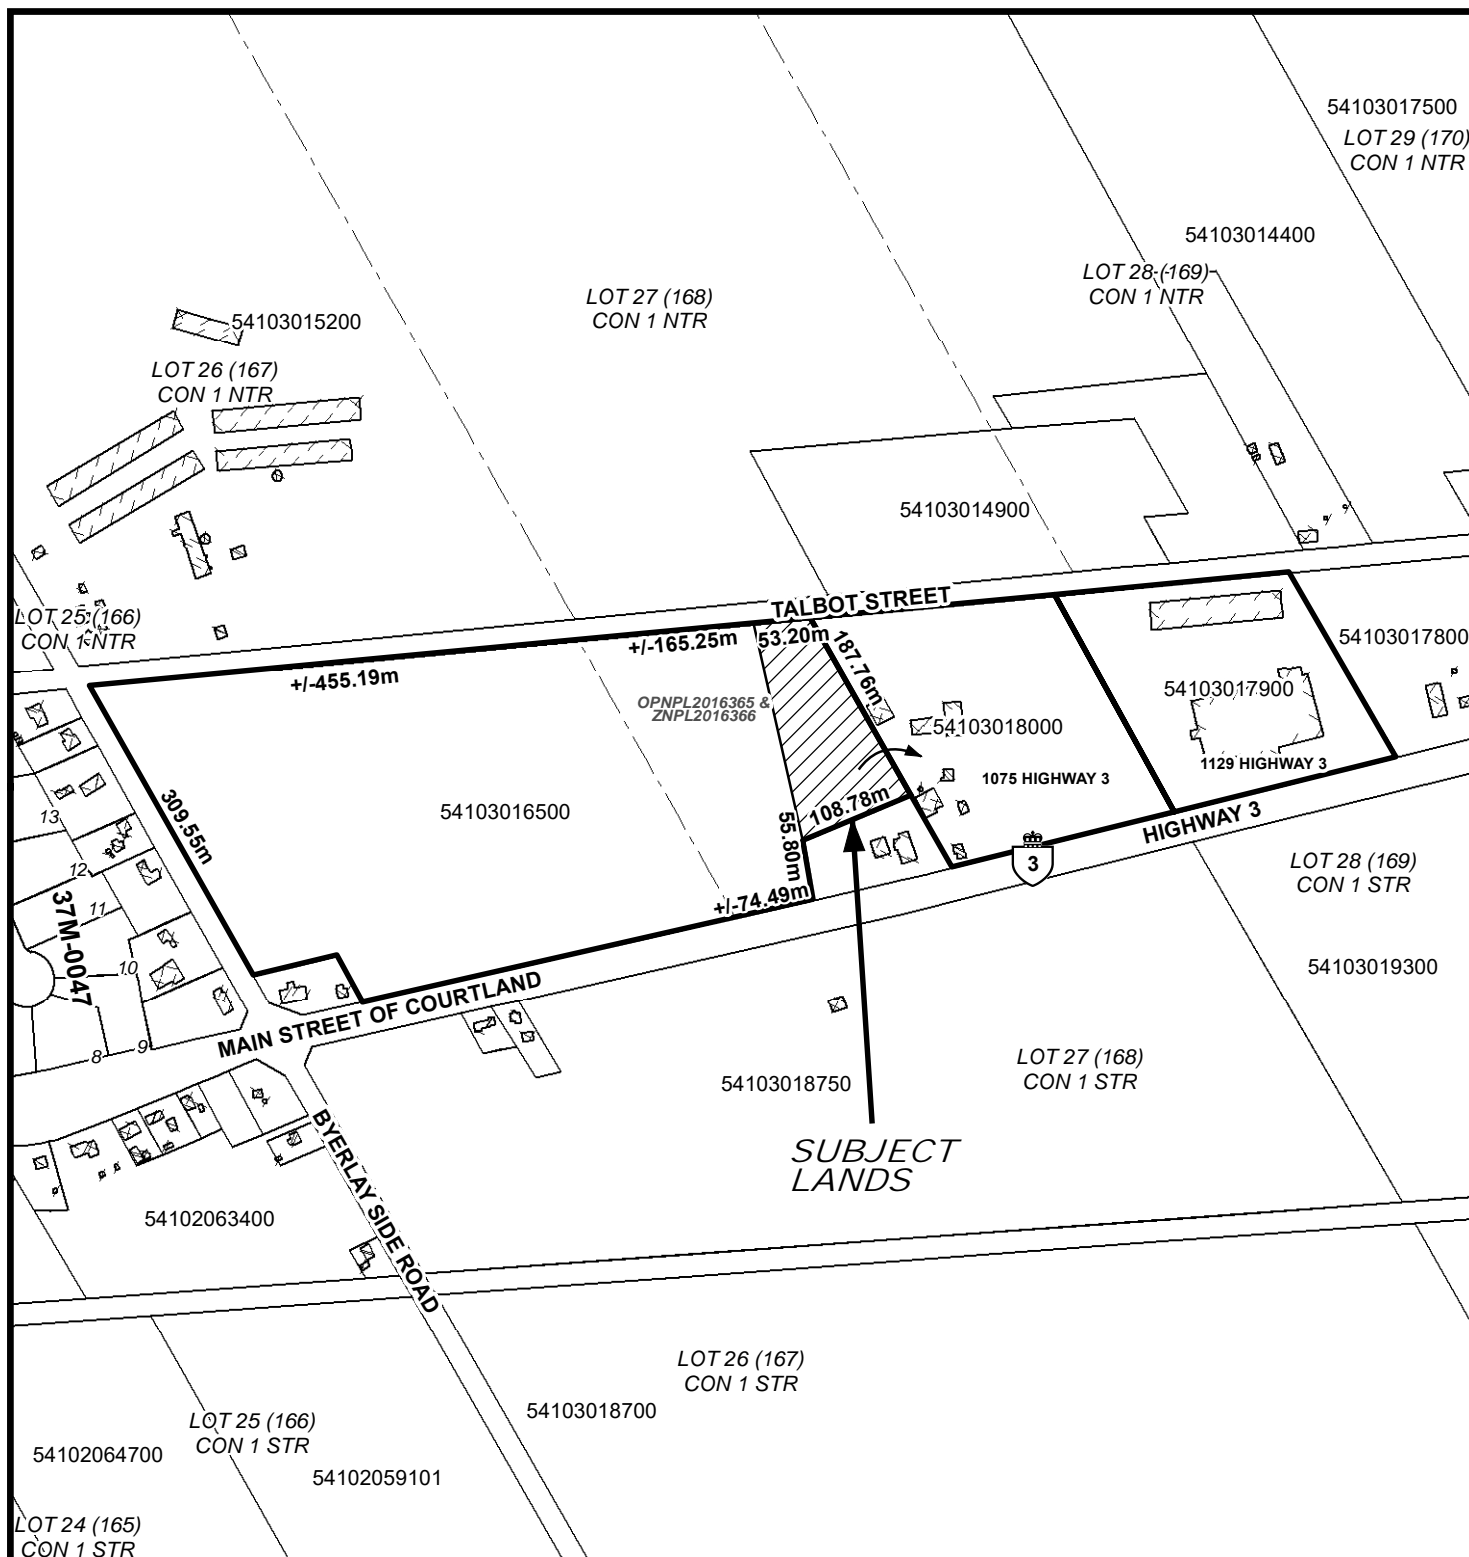 54103017500
LOT 29 (170)
CON 1 NTR
54103014400
LOT 28 (169)
CON 1 NTR
LOT 27 (168)
CON 1 NTR
54103015200
LOT 26 (167)
CON 1 NTR
54103014900
LOT 25 (166)
CON 1 NTR
TALBOT STREET
+/-165.25m
53.20m
187.76m
+/-455.19m
54103017800
54103017900
OPNPL2016365 &
ZNPL2016366
54103018000
1129 HIGHWAY 3
1075 HIGHWAY 3
54103016500
309.55m
108.78m
55.80m
HIGHWAY 3
3
13
12
11
10
9
8
37M-0047
+/-74.49m
LOT 28 (169)
CON 1 STR
54103019300
MAIN STREET OF COURTLAND
LOT 27 (168)
CON 1 STR
54103018750
SUBJECT
LANDS
BYERLAY SIDE ROAD
54102063400
LOT 26 (167)
CON 1 STR
54103018700
LOT 25 (166)
CON 1 STR
54102064700
54102059101
LOT 24 (165)
CON 1 STR